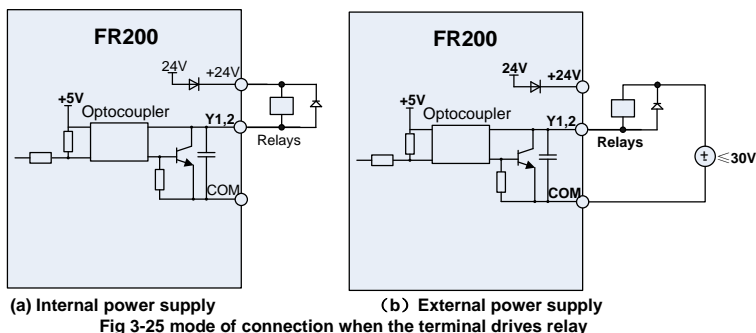 FR200
24V
+24V
+5V
Optocoupler
Y1,2
Relays
COM
FR200
24V
+24V
+5V
Optocoupler
Y1,2
Relays
COM
≤30V
(a) Internal power supply
（b）External power supply
Fig 3-25 mode of connection when the terminal drives relay